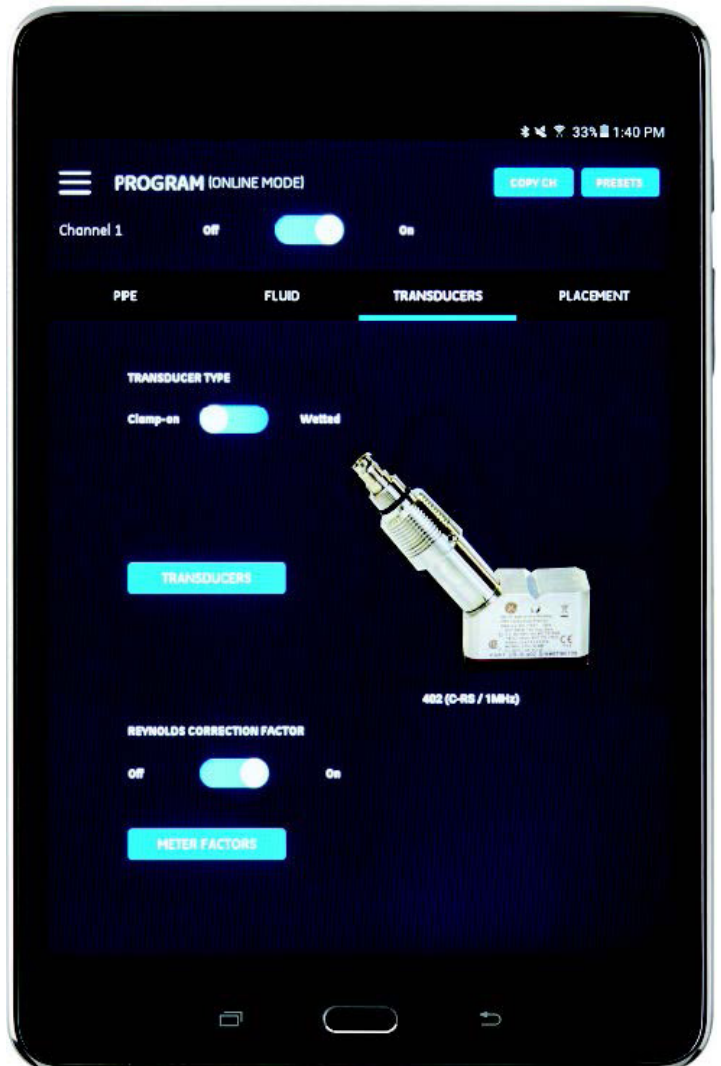 33% 1:40 PM
PROGRAM (ONLINE MODE)
COPY CH
PRESETS
Channel 1 Off On
PIPE FLUID TRANSDUCERS PLACEMENT
TRANSDUCER TYPE
Clamp-on Wetted
TRANSDUCERS
CE
402 (C-RS / 1MHz)
REYNOLDS CORRECTION FACTOR
Off On
METER FACTORS